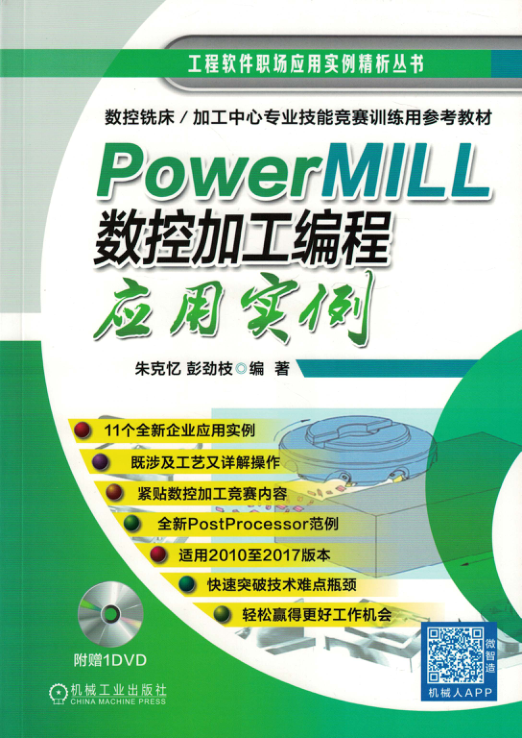 工程软件职场应用实例精析丛书
数控铣床/加工中心专业技能竞赛训练用参考教材
PowerMILL
数控加工编程
应用实例
朱克忆 彭劲枝 编 著
11个全新企业应用实例
既涉及工艺又详解操作
紧贴数控加工竞赛内容
全新PostProcessor范例
适用2010至2017版本
快速突破技术难点瓶颈
轻松赢得更好工作机会
附赠1DVD
微智造
机械人APP
机械工业出版社
CHINA MACHINE PRESS